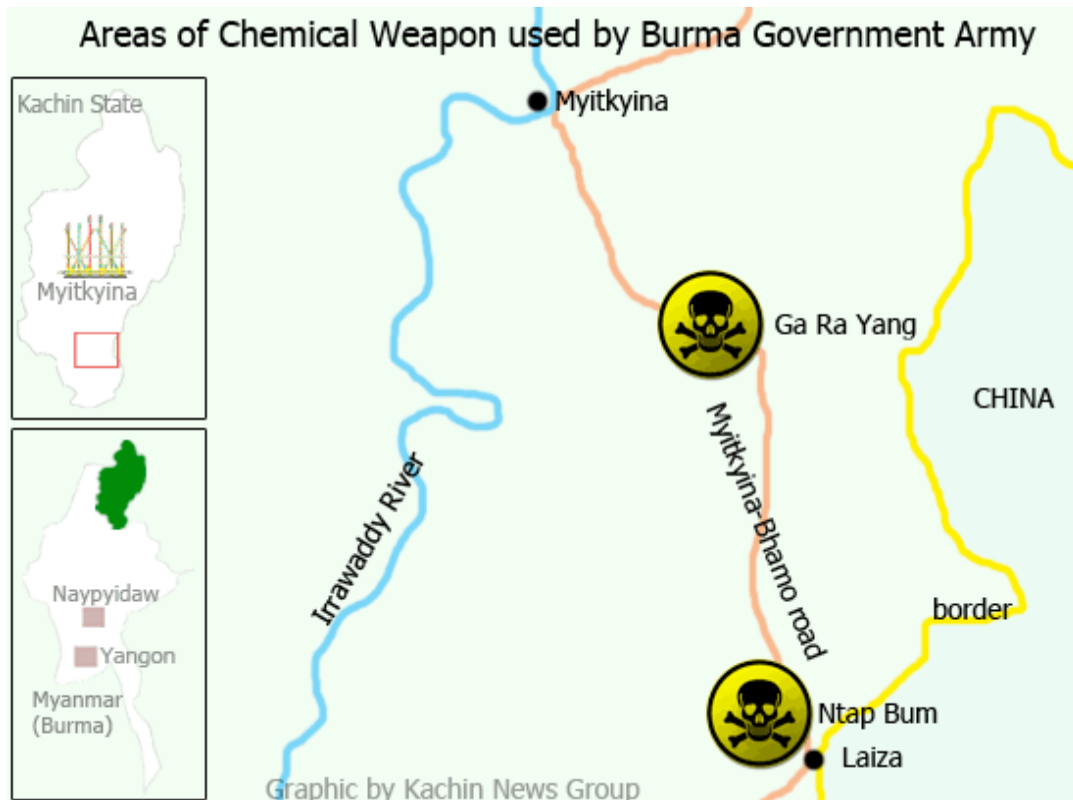 Areas of Chemical Weapon used by Burma Government Army
Kachin State
Myitkyina
Naypyidaw
Yangon
Myanmar
(Burma)
Myitkyina
Ga Ra Yang
CHINA
Myitkyina-Bhamo road
Irrawaddy River
border
Ntap Bum
Laiza
Graphic by Kachin News Group